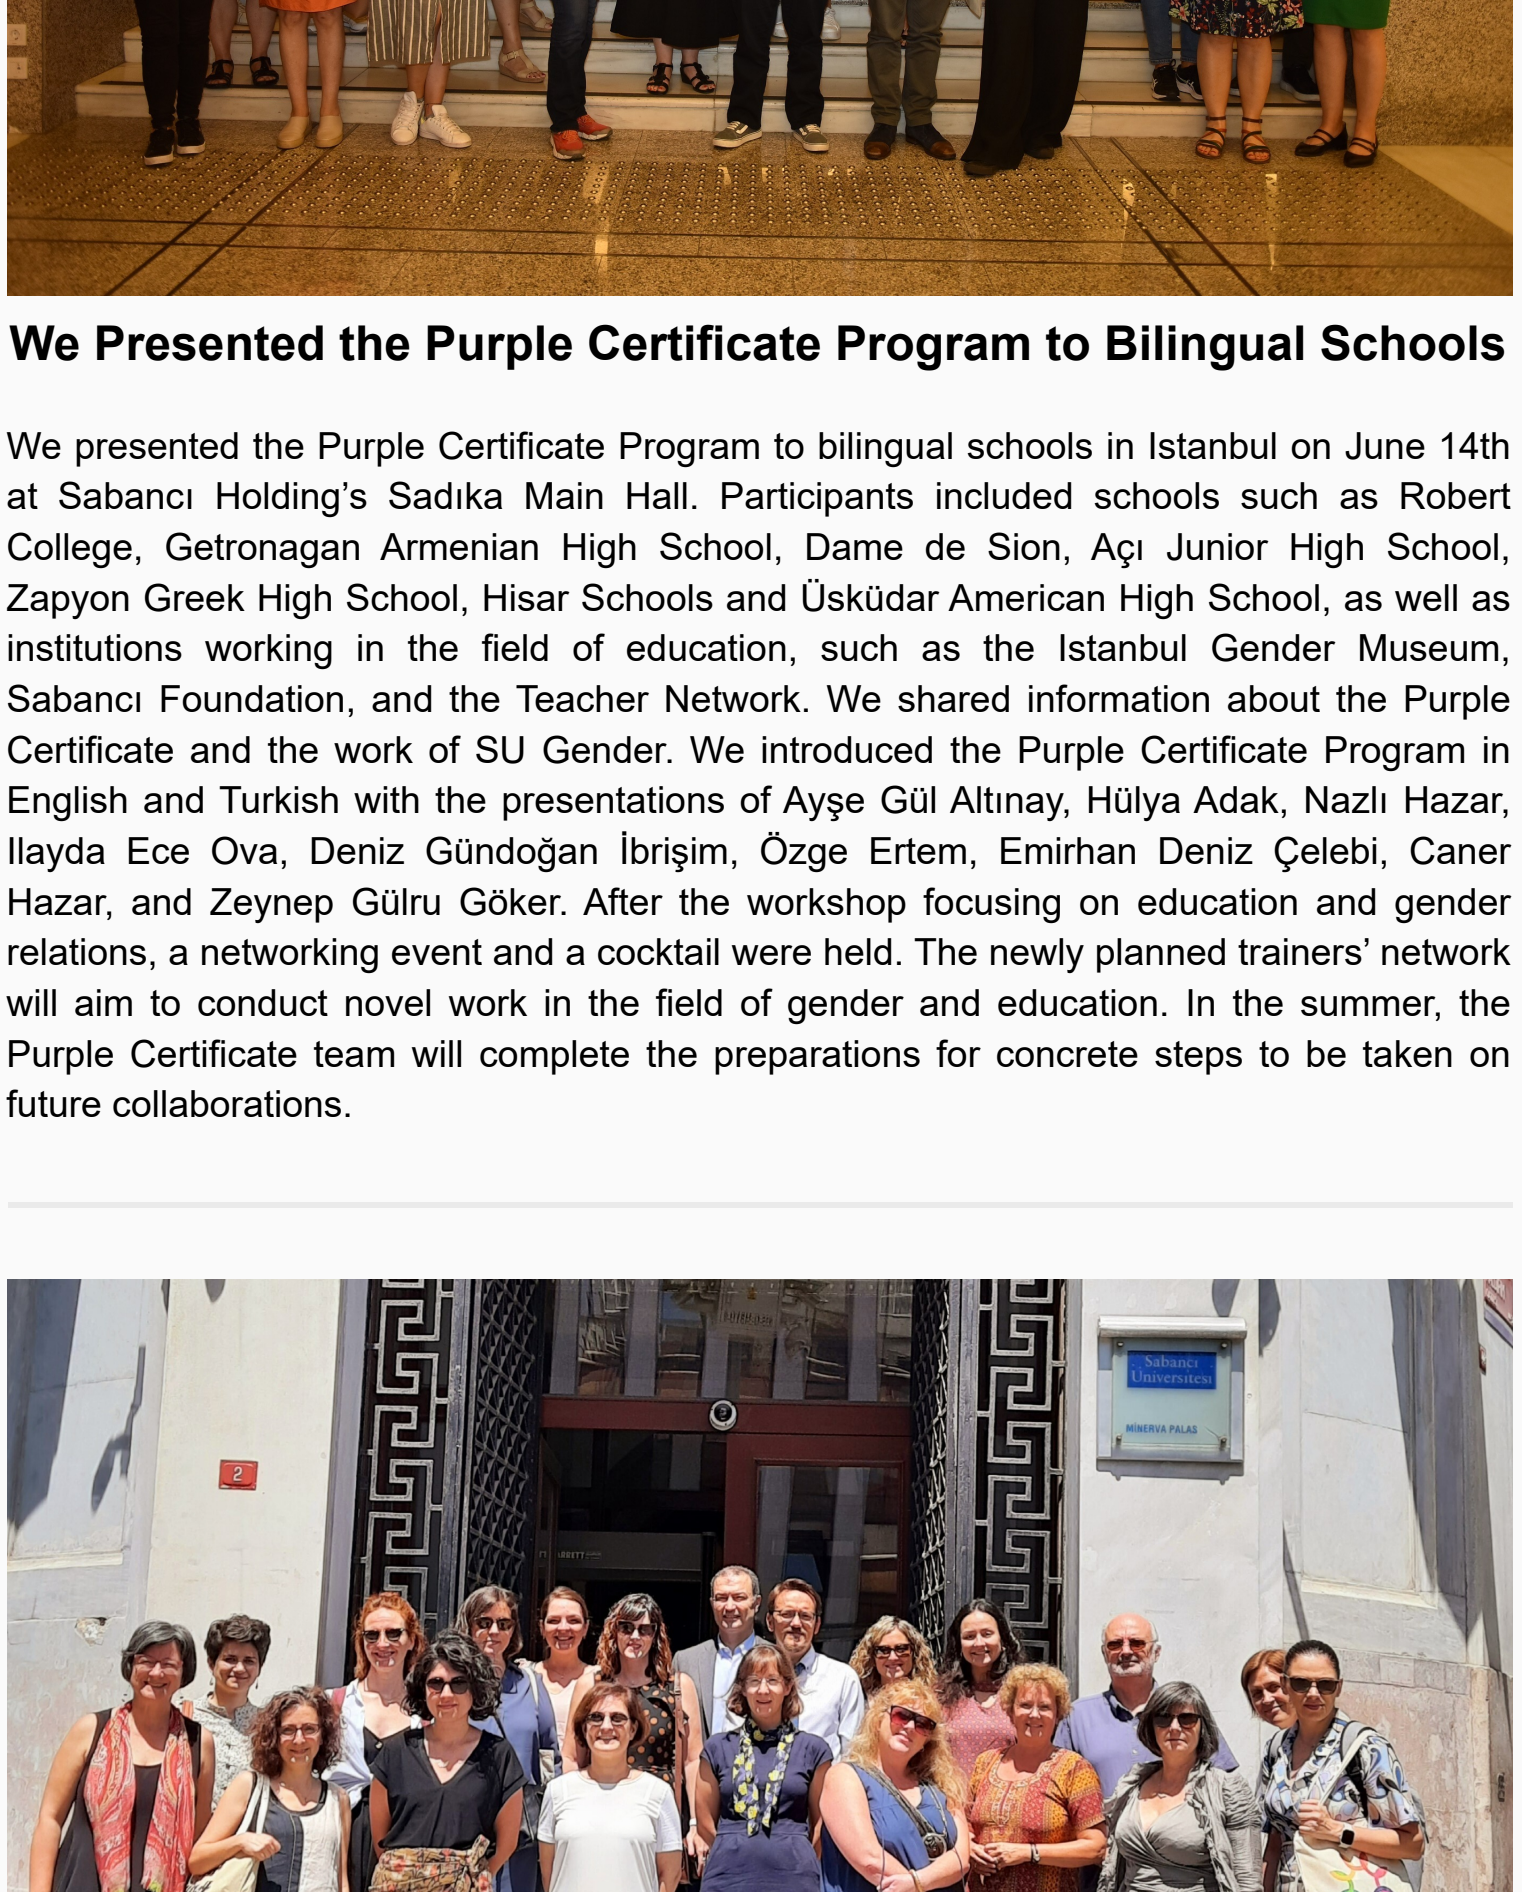 We Presented the Purple Certificate Program to Bilingual Schools
We presented the Purple Certificate Program to bilingual schools in Istanbul on June 14th
at Sabancı Holding’s Sadıka Main Hall. Participants included schools such as Robert
College, Getronagan Armenian High School, Dame de Sion, Açı Junior High School,
Zapyon Greek High School, Hisar Schools and Üsküdar American High School, as well as
institutions working in the field of education, such as the Istanbul Gender Museum,
Sabancı Foundation, and the Teacher Network. We shared information about the Purple
Certificate and the work of SU Gender. We introduced the Purple Certificate Program in
English and Turkish with the presentations of Ayşe Gül Altınay, Hülya Adak, Nazlı Hazar,
Ilayda Ece Ova, Deniz Gündoğan İbrişim, Özge Ertem, Emirhan Deniz Çelebi, Caner
Hazar, and Zeynep Gülru Göker. After the workshop focusing on education and gender
relations, a networking event and a cocktail were held. The newly planned trainers’ network
will aim to conduct novel work in the field of gender and education. In the summer, the
Purple Certificate team will complete the preparations for concrete steps to be taken on
future collaborations.
Sabancı
Üniversitesi
MİNERVA PALAS
2